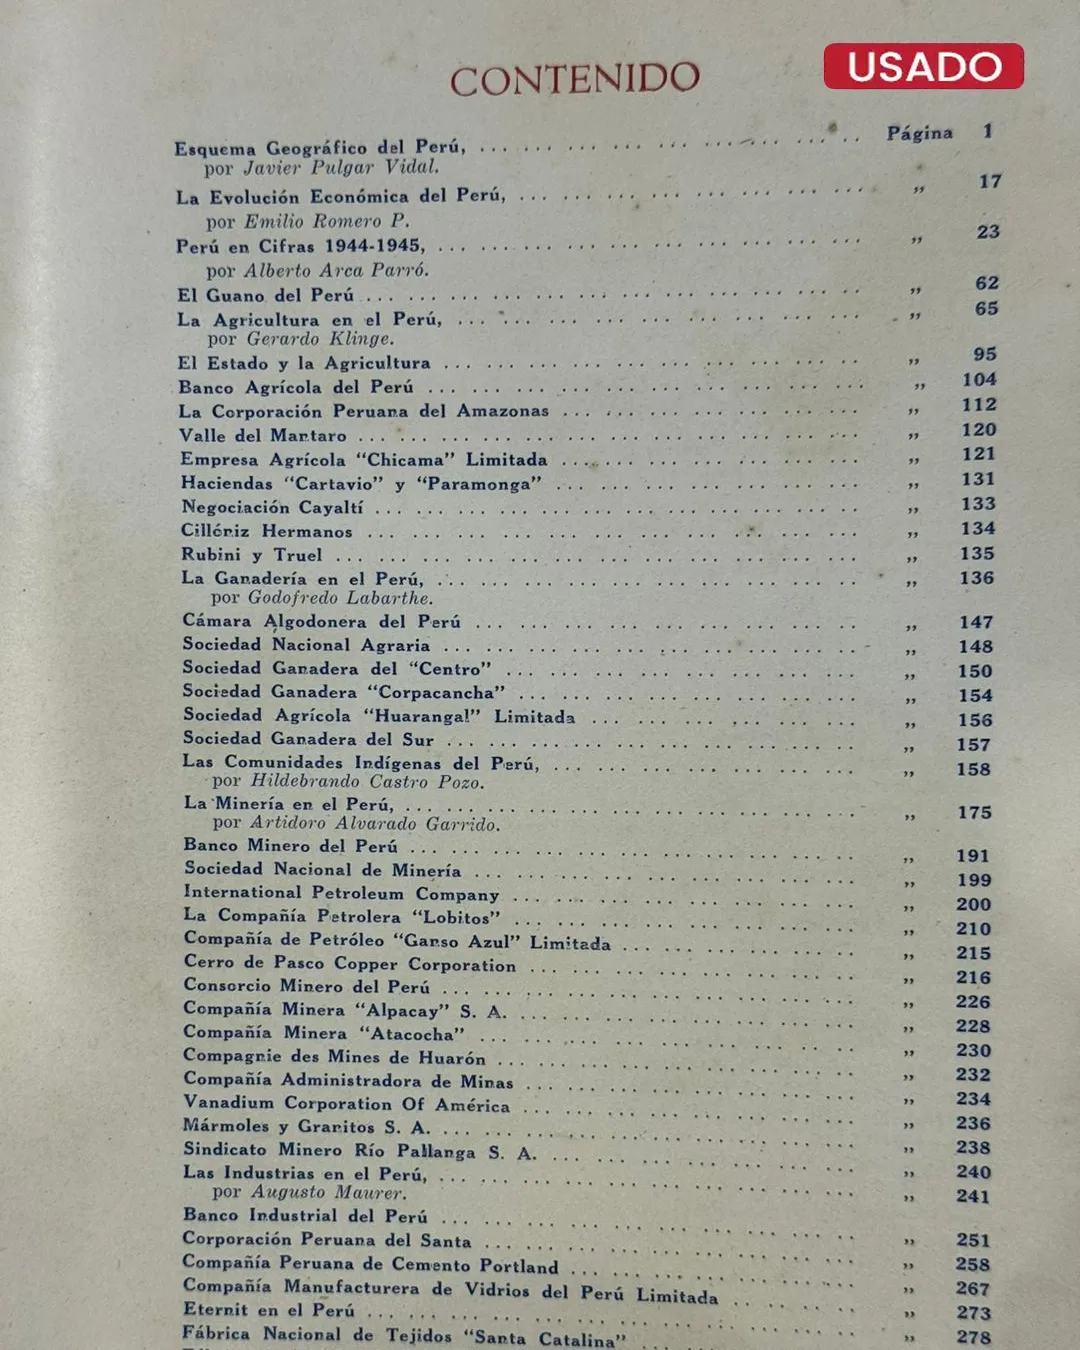 USADO
CONTENIDO
Esquema Geográfico del Perú, ... Página 1
por Javier Pulgar Vidal.
La Evolución Económica del Perú, ... ,, 17
por Emilio Romero P.
Perú en Cifras 1944-1945, ... ,, 23
por Alberto Arca Parró.
El Guano del Perú ... ,, 62
La Agricultura en el Perú, ... ,, 65
por Gerardo Klinge.
El Estado y la Agricultura ... ,, 95
Banco Agrícola del Perú ... ,, 104
La Corporación Peruana del Amazonas ... ,, 112
Valle del Mantaro ... ,, 120
Empresa Agrícola “Chicama” Limitada ... ,, 121
Haciendas “Cartavio” y “Paramonga” ... ,, 131
Negociación Cayaltí ... ,, 133
Cillóniz Hermanos ... ,, 134
Rubini y Truel ... ,, 135
La Ganadería en el Perú, ... ,, 136
por Godofredo Labarthe.
Cámara Algodonera del Perú ... ,, 147
Sociedad Nacional Agraria ... ,, 148
Sociedad Ganadera del “Centro” ... ,, 150
Sociedad Ganadera “Corpacancha” ... ,, 154
Sociedad Agrícola “Huarangal” Limitada ... ,, 156
Sociedad Ganadera del Sur ... ,, 157
Las Comunidades Indígenas del Perú, ... ,, 158
por Hildebrando Castro Pozo.
La Minería en el Perú, ... ,, 175
por Artidoro Alvarado Garrido.
Banco Minero del Perú ... ,, 191
Sociedad Nacional de Minería ... ,, 199
International Petroleum Company ... ,, 200
La Compañía Petrolera “Lobitos” ... ,, 210
Compañía de Petróleo “Ganso Azul” Limitada ... ,, 215
Cerro de Pasco Copper Corporation ... ,, 216
Consorcio Minero del Perú ... ,, 226
Compañía Minera “Alpacay” S. A. ... ,, 228
Compañía Minera “Atacocha” ... ,, 230
Compagnie des Mines de Huarón ... ,, 232
Compañía Administradora de Minas ... ,, 234
Vanadium Corporation Of América ... ,, 236
Mármoles y Granitos S. A. ... ,, 238
Sindicato Minero Río Pallanga S. A. ... ,, 240
Las Industrias en el Perú, ... ,, 241
por Augusto Maurer.
Banco Industrial del Perú ... ,, 251
Corporación Peruana del Santa ... ,, 258
Compañía Peruana de Cemento Portland ... ,, 267
Compañía Manufacturera de Vidrios del Perú Limitada ... ,, 273
Eternit en el Perú ... ,, 278
Fábrica Nacional de Tejidos “Santa Catalina” ...